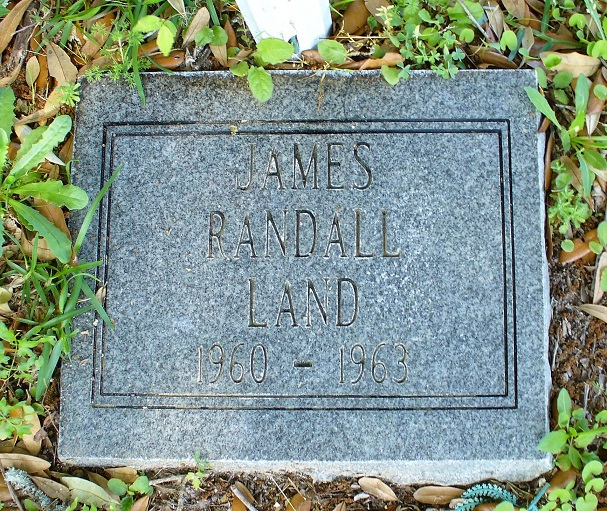 JAMES
RANDALL
LAND
1960 - 1963